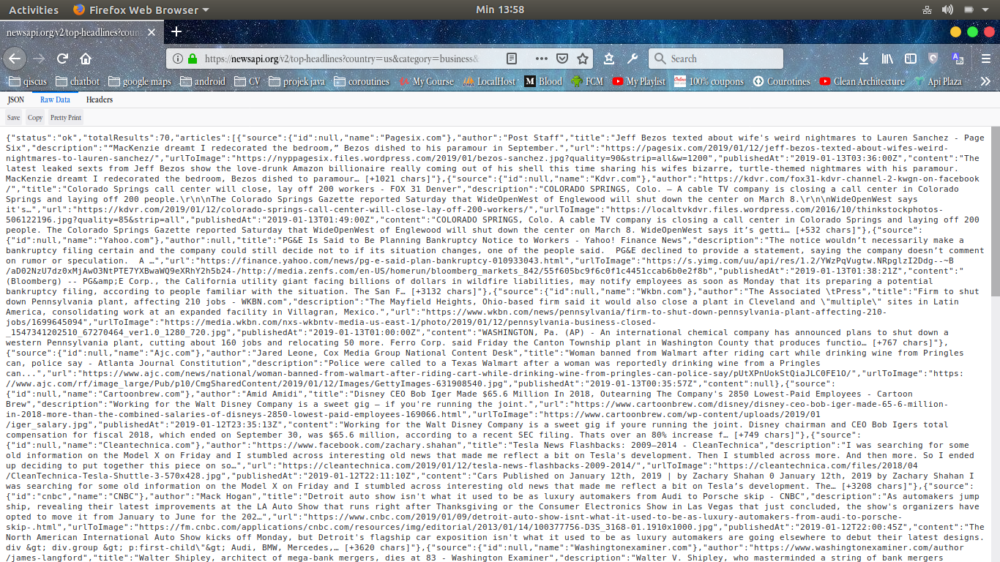 Activities Firefox Web Browser Min 13:58
newsapi.org/v2/top-headlines?coun
https://newsapi.org/v2/top-headlines?country=us&category=business& Search
qiscus chatbot google maps android CV projek java coroutines My Course LocalHost Blood FCM My Playlist 100% coupons Courotines Clean Architecture Api Plaza
JSON Raw Data Headers
Save Copy Pretty Print
{"status":"ok","totalResults":70,"articles":[{"source":{"id":null,"name":"Pagesix.com"},"author":"Post Staff","title":"Jeff Bezos texted about wife's weird nightmares to Lauren Sanchez - Page
Six","description":"“MacKenzie dreamt I redecorated the bedroom,” Bezos dished to his paramour in September.","url":"https://pagesix.com/2019/01/12/jeff-bezos-texted-about-wifes-weird-
nightmares-to-lauren-sanchez/","urlToImage":"https://nyppagesix.files.wordpress.com/2019/01/bezos-sanchez.jpg?quality=90&strip=all&w=1200","publishedAt":"2019-01-13T03:36:00Z","content":"The
latest leaked sexts from Jeff Bezos show the love-drunk Amazon billionaire really coming out of his shell this time sharing his wifes bizarre, turtle-themed nightmares with his paramour.
MacKenzie dreamt I redecorated the bedroom, Bezos dished to paramour… [+1021 chars]"},{"source":{"id":null,"name":"Kdvr.com"},"author":"https://kdvr.com/fox31-kdvr-channel-2-kwgn-on-facebook
/","title":"Colorado Springs call center will close, lay off 200 workers - FOX 31 Denver","description":"COLORADO SPRINGS, Colo. — A cable TV company is closing a call center in Colorado
Springs and laying off 200 people.\r\n\r\nThe Colorado Springs Gazette reported Saturday that WideOpenWest of Englewood will shut down the center on March 8.\r\n\r\nWideOpenWest says
it's…","url":"https://kdvr.com/2019/01/12/colorado-springs-call-center-will-close-lay-off-200-workers/","urlToImage":"https://localtvkdvr.files.wordpress.com/2016/10/thinkstockphotos-
506122196.jpg?quality=85&strip=all","publishedAt":"2019-01-13T01:49:00Z","content":"COLORADO SPRINGS, Colo. A cable TV company is closing a call center in Colorado Springs and laying off 200
people. The Colorado Springs Gazette reported Saturday that WideOpenWest of Englewood will shut down the center on March 8. WideOpenWest says it’s getti… [+532 chars]"},{"source":
{"id":null,"name":"Yahoo.com"},"author":null,"title":"PG&E Is Said to Be Planning Bankruptcy Notice to Workers - Yahoo! Finance News","description":"The notice wouldn’t necessarily make a
bankruptcy filing certain and the company could still decide not to if its situation changes, one of the people said.  PG&E declined to provide a statement, saying the company doesn’t comment
on rumor or speculation.  A …","url":"https://finance.yahoo.com/news/pg-e-said-plan-bankruptcy-010933043.html","urlToImage":"https://s.yimg.com/uu/api/res/1.2/YWzPqVugtw.NRpglzI2Ddg--~B
/aD02NzU7dz0xMjAwO3NtPTE7YXBwaWQ9eXRhY2h5b24-/http://media.zenfs.com/en-US/homerun/bloomberg_markets_842/55f605bc9f6c0f1c4451ccab6b0e2f8b","publishedAt":"2019-01-13T01:38:21Z","content":"
(Bloomberg) -- PG&amp;E Corp., the California utility giant facing billions of dollars in wildfire liabilities, may notify employees as soon as Monday that its preparing a potential
bankruptcy filing, according to people familiar with the situation. The San F… [+3132 chars]"},{"source":{"id":null,"name":"Wkbn.com"},"author":"The Associated \tPress","title":"Firm to shut
down Pennsylvania plant, affecting 210 jobs - WKBN.com","description":"The Mayfield Heights, Ohio-based firm said it would also close a plant in Cleveland and \"multiple\" sites in Latin
America, consolidating work at an expanded facility in Villagran, Mexico.","url":"https://www.wkbn.com/news/pennsylvania/firm-to-shut-down-pennsylvania-plant-affecting-210-
jobs/1699645094","urlToImage":"https://media.wkbn.com/nxs-wkbntv-media-us-east-1/photo/2019/01/12/pennsylvania-business-closed-
_1547341202510_67270464_ver1.0_1280_720.jpg","publishedAt":"2019-01-13T01:00:00Z","content":"WASHINGTON, Pa. (AP) - An international chemical company has announced plans to shut down a
western Pennsylvania plant, cutting about 160 jobs and relocating 50 more. Ferro Corp. said Friday the Canton Township plant in Washington County that produces functio… [+767 chars]"},
{"source":{"id":null,"name":"Ajc.com"},"author":"Jared Leone, Cox Media Group National Content Desk","title":"Woman banned from Walmart after riding cart while drinking wine from Pringles
can, police say - Atlanta Journal Constitution","description":"Police were called to a Texas Walmart after a woman was reportedly drinking wine from a Pringles
can...","url":"https://www.ajc.com/news/national/woman-banned-from-walmart-after-riding-cart-while-drinking-wine-from-pringles-can-police-say/pUtXPnUokStQiaJLC0FE1O/","urlToImage":"https:
//www.ajc.com/rf/image_large/Pub/p10/CmgSharedContent/2019/01/12/Images/GettyImages-631908540.jpg","publishedAt":"2019-01-13T00:35:57Z","content":null},{"source":
{"id":null,"name":"Cartoonbrew.com"},"author":"Amid Amidi","title":"Disney CEO Bob Iger Made $65.6 Million In 2018, Outearning The Company's 2850 Lowest-Paid Employees - Cartoon
Brew","description":"Working for the Walt Disney Company is a sweet gig — if you're running the joint.","url":"https://www.cartoonbrew.com/disney/disney-ceo-bob-iger-made-65-6-million-
in-2018-more-than-the-combined-salaries-of-disneys-2850-lowest-paid-employees-169066.html","urlToImage":"https://www.cartoonbrew.com/wp-content/uploads/2019/01
/iger_salary.jpg","publishedAt":"2019-01-12T23:35:13Z","content":"Working for the Walt Disney Company is a sweet gig if youre running the joint. Disney chairman and CEO Bob Igers total
compensation for fiscal 2018, which ended on September 30, was $65.6 million, according to a recent SEC filing. Thats over an 80% increase f… [+749 chars]"},{"source":
{"id":null,"name":"Cleantechnica.com"},"author":"https://www.facebook.com/zachary.shahan","title":"Tesla News Flashbacks: 2009–2014 - CleanTechnica","description":"I was searching for some
old information on the Model X on Friday and I stumbled across interesting old news that made me reflect a bit on Tesla's development. Then I stumbled across more. And then more. So I ended
up deciding to put together this piece on so…","url":"https://cleantechnica.com/2019/01/12/tesla-news-flashbacks-2009-2014/","urlToImage":"https://cleantechnica.com/files/2018/04
/CleanTechnica-Tesla-Shuttle-3-570x428.jpg","publishedAt":"2019-01-12T22:11:10Z","content":"Cars Published on January 12th, 2019 | by Zachary Shahan 0 January 12th, 2019 by Zachary Shahan I
was searching for some old information on the Model X on Friday and I stumbled across interesting old news that made me reflect a bit on Tesla’s development. The… [+3208 chars]"},{"source":
{"id":"cnbc","name":"CNBC"},"author":"Mack Hogan","title":"Detroit auto show isn't what it used to be as luxury automakers from Audi to Porsche skip - CNBC","description":"As automakers jump
ship, revealing their latest improvements at the LA Auto Show that runs right after Thanksgiving or the Consumer Electronics Show in Las Vegas that just concluded, the show's organizers have
opted to move it from January to June for the 202…","url":"https://www.cnbc.com/2019/01/09/detroit-auto-show-isnt-what-it-used-to-be-as-luxury-automakers-from-audi-to-porsche-
skip-.html","urlToImage":"https://fm.cnbc.com/applications/cnbc.com/resources/img/editorial/2013/01/14/100377756-D3S_3168-01.1910x1000.jpg","publishedAt":"2019-01-12T22:00:45Z","content":"The
North American International Auto Show kicks off Monday, but Detroit's flagship car exposition isn't what it used to be as luxury automakers are going elsewhere to debut their latest designs.
div &gt; div.group &gt; p:first-child\"&gt; Audi, BMW, Mercedes,… [+3620 chars]"},{"source":{"id":null,"name":"Washingtonexaminer.com"},"author":"https://www.washingtonexaminer.com/author
/james-langford","title":"Walter Shipley, architect of mega-bank mergers, dies at 83 - Washington Examiner","description":"Walter V. Shipley, who masterminded a string of bank mergers